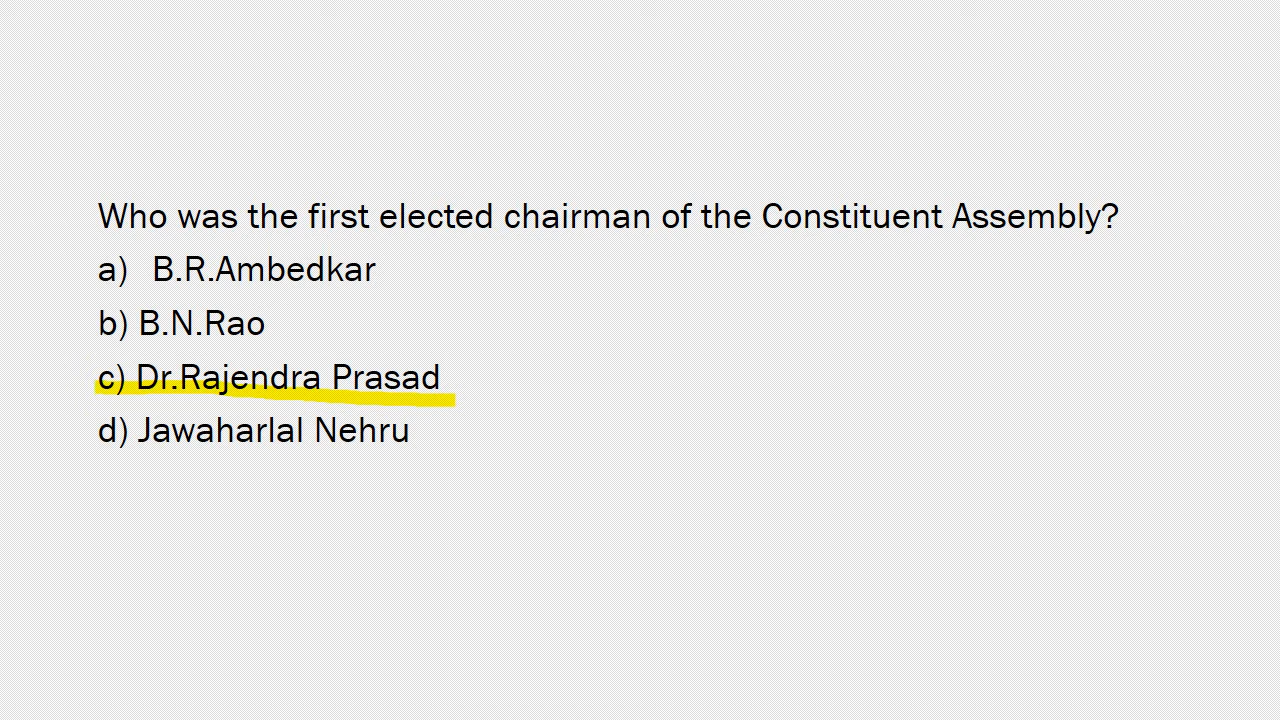 Who was the first elected chairman of the Constituent Assembly?
a) B.R.Ambedkar
b) B.N.Rao
c) Dr.Rajendra Prasad
d) Jawaharlal Nehru